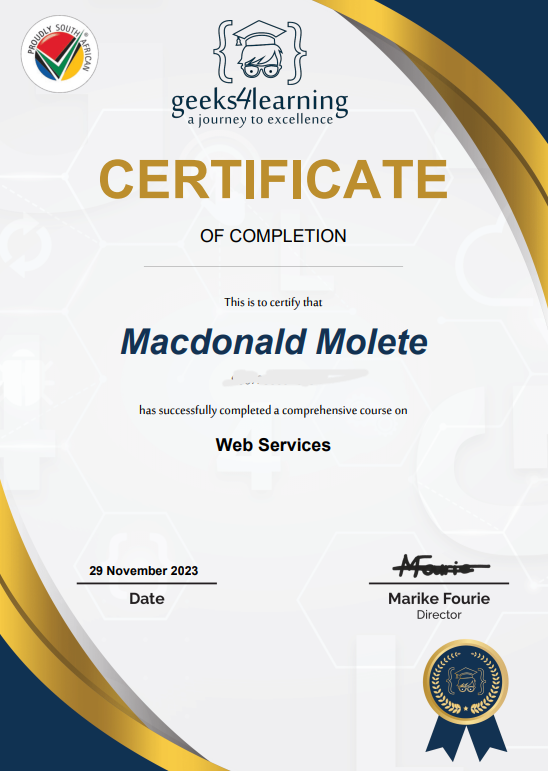 PROUDLY SOUTH AFRICAN
geeks4learning
a journey to excellence
CERTIFICATE
OF COMPLETION
This is to certify that
Macdonald Molete
has successfully completed a comprehensive course on
Web Services
29 November 2023
Date
MFourie
Marike Fourie
Director